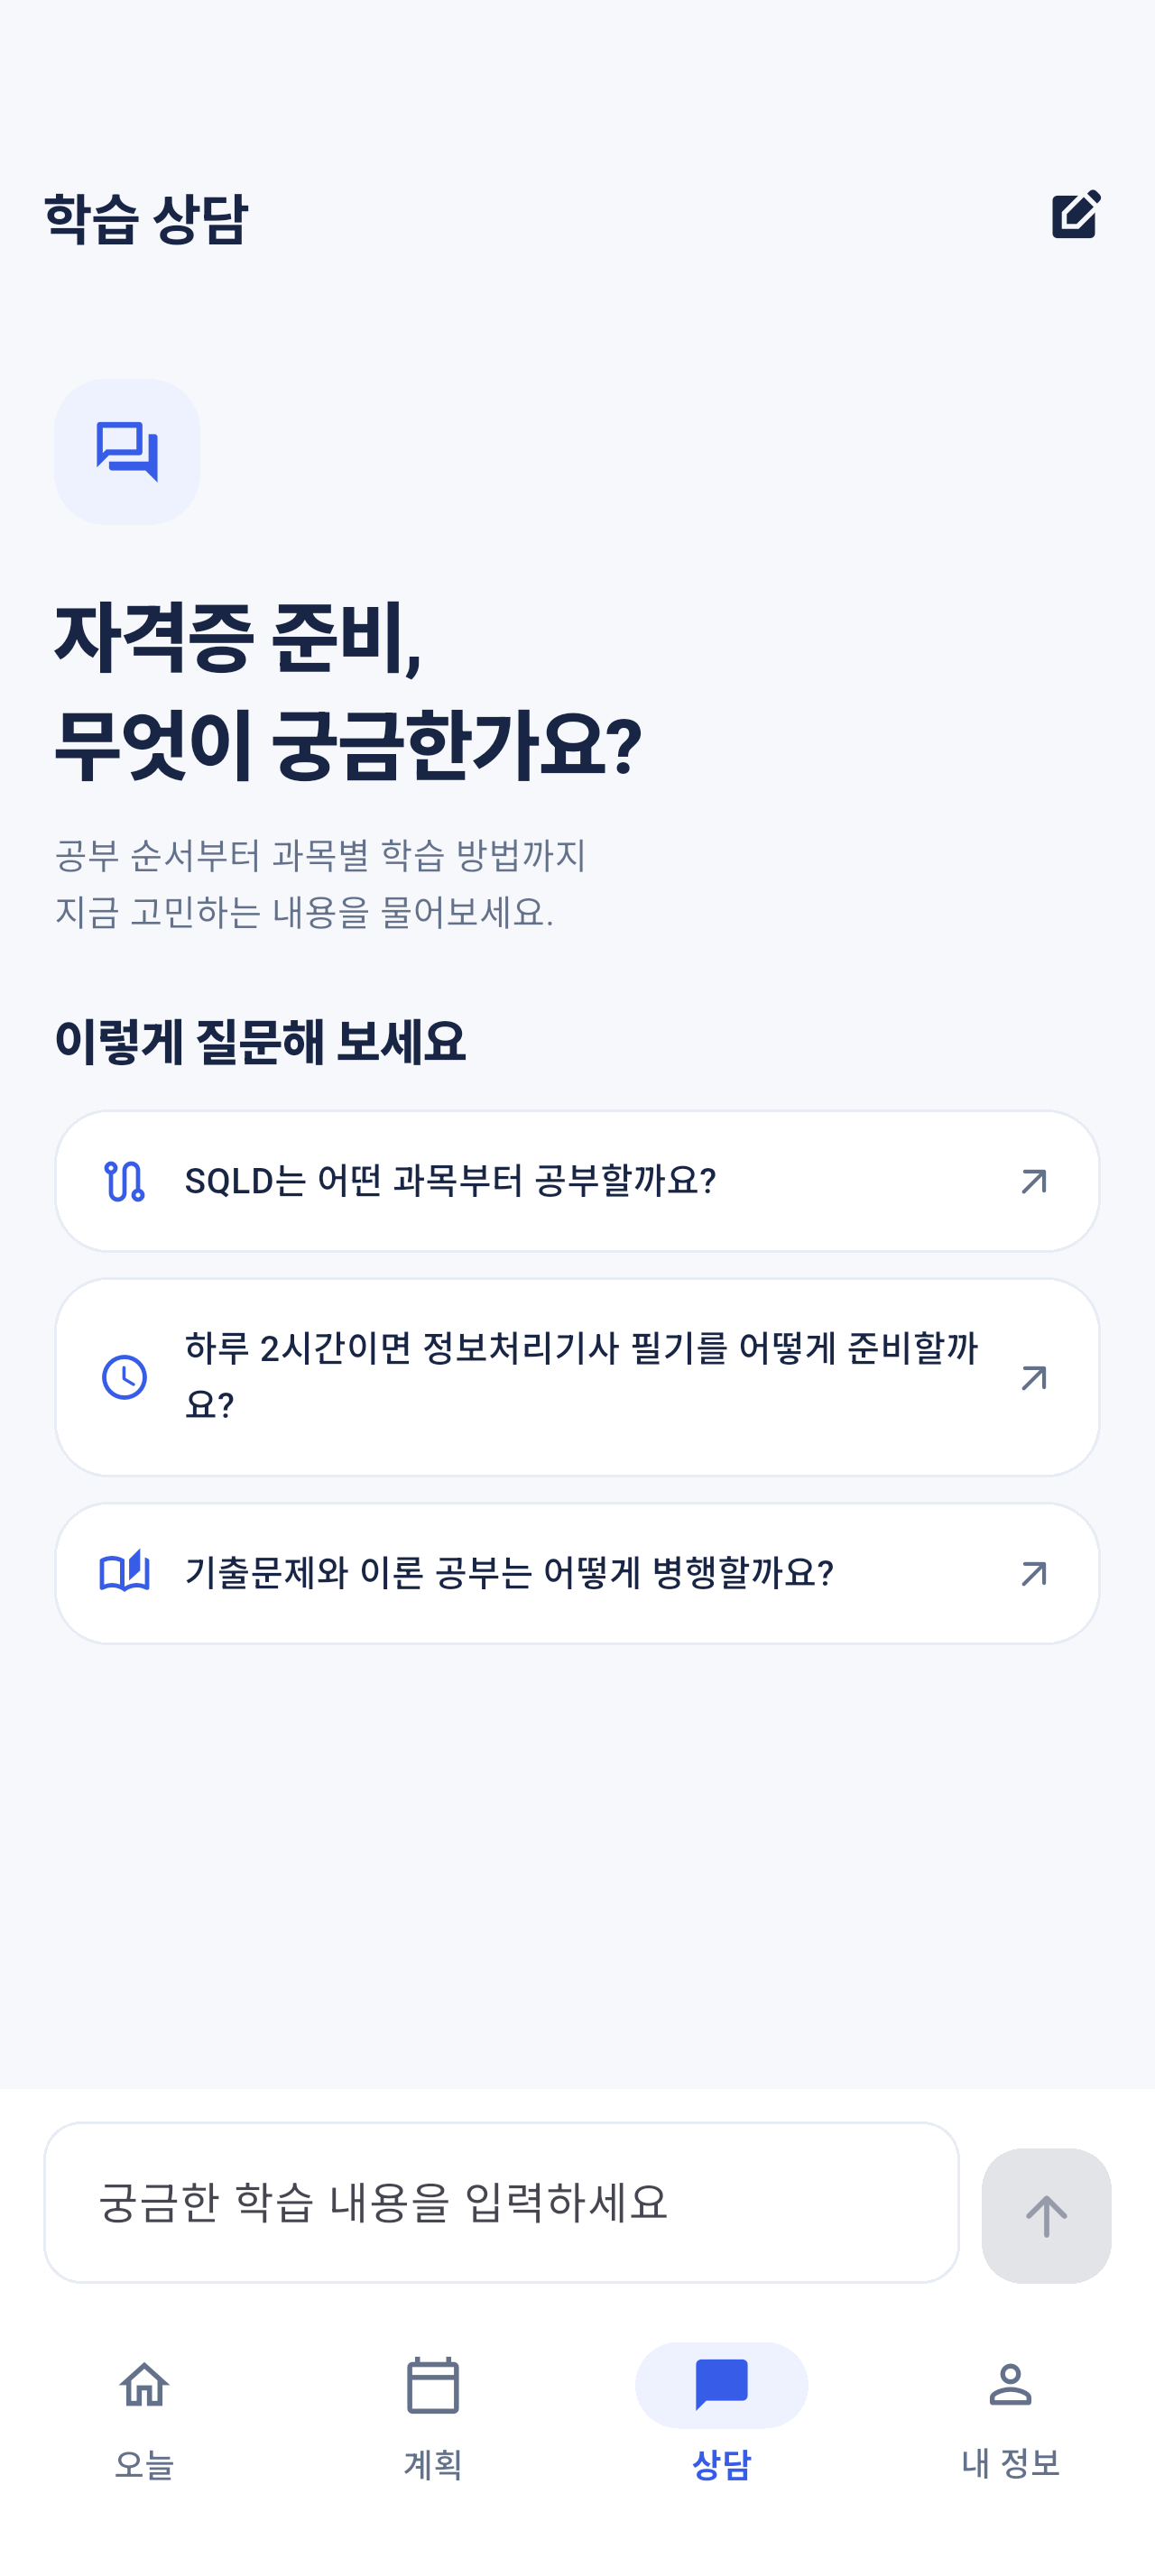 학습 상담
자격증 준비,
무엇이 궁금한가요?
공부 순서부터 과목별 학습 방법까지
지금 고민하는 내용을 물어보세요.
이렇게 질문해 보세요
SQLD는 어떤 과목부터 공부할까요?
하루 2시간이면 정보처리기사 필기를 어떻게 준비할까
요?
기출문제와 이론 공부는 어떻게 병행할까요?
궁금한 학습 내용을 입력하세요
오늘
계획
상담
내 정보